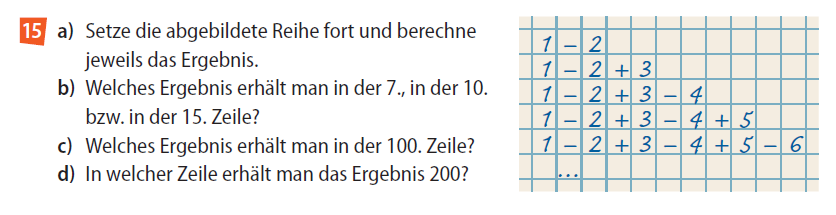 15 a) Setze die abgebildete Reihe fort und berechne
jeweils das Ergebnis.
b) Welches Ergebnis erhält man in der 7., in der 10.
bzw. in der 15. Zeile?
c) Welches Ergebnis erhält man in der 100. Zeile?
d) In welcher Zeile erhält man das Ergebnis 200?
1 – 2
1 – 2 + 3
1 – 2 + 3 – 4
1 – 2 + 3 – 4 + 5
1 – 2 + 3 – 4 + 5 – 6
...